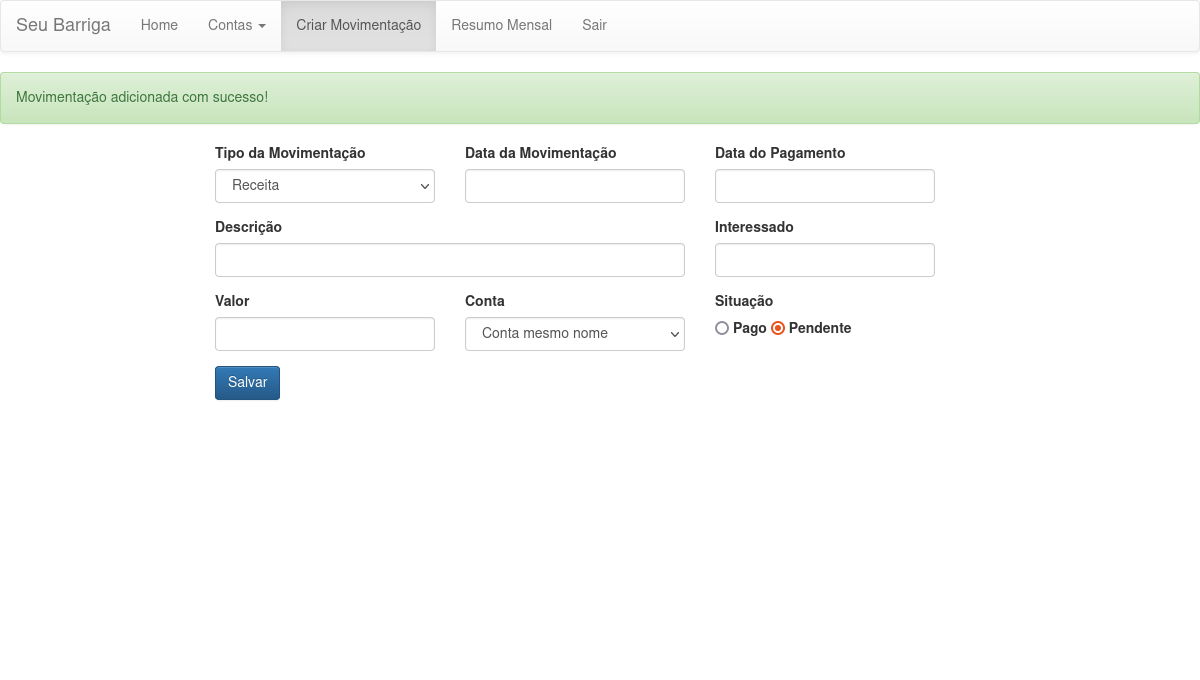 Seu Barriga Home Contas Criar Movimentação Resumo Mensal Sair
Movimentação adicionada com sucesso!
Tipo da Movimentação Data da Movimentação Data do Pagamento
Receita
Descrição Interessado
Valor Conta Situação
Conta mesmo nome Pago Pendente
Salvar